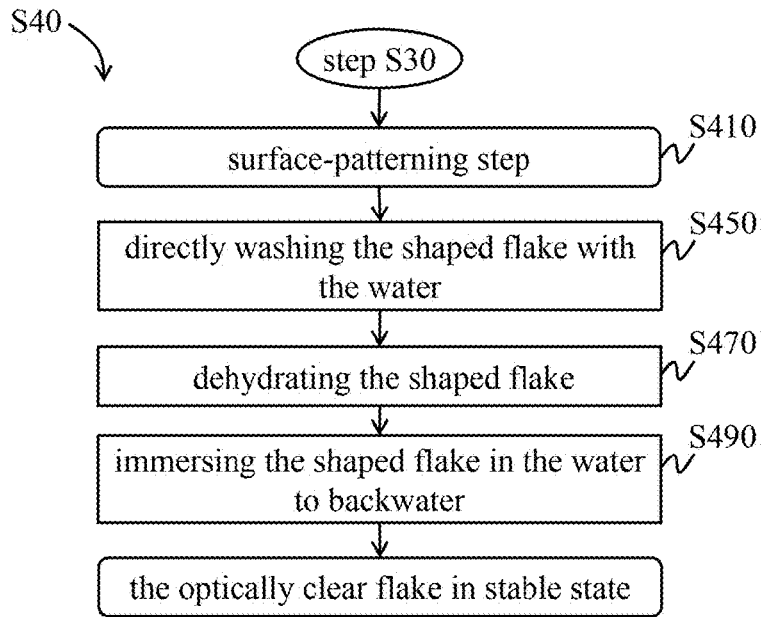 S40
step S30
S410
surface-patterning step
S450
directly washing the shaped flake with
the water
S470
dehydrating the shaped flake
S490
immersing the shaped flake in the water
to backwater
the optically clear flake in stable state